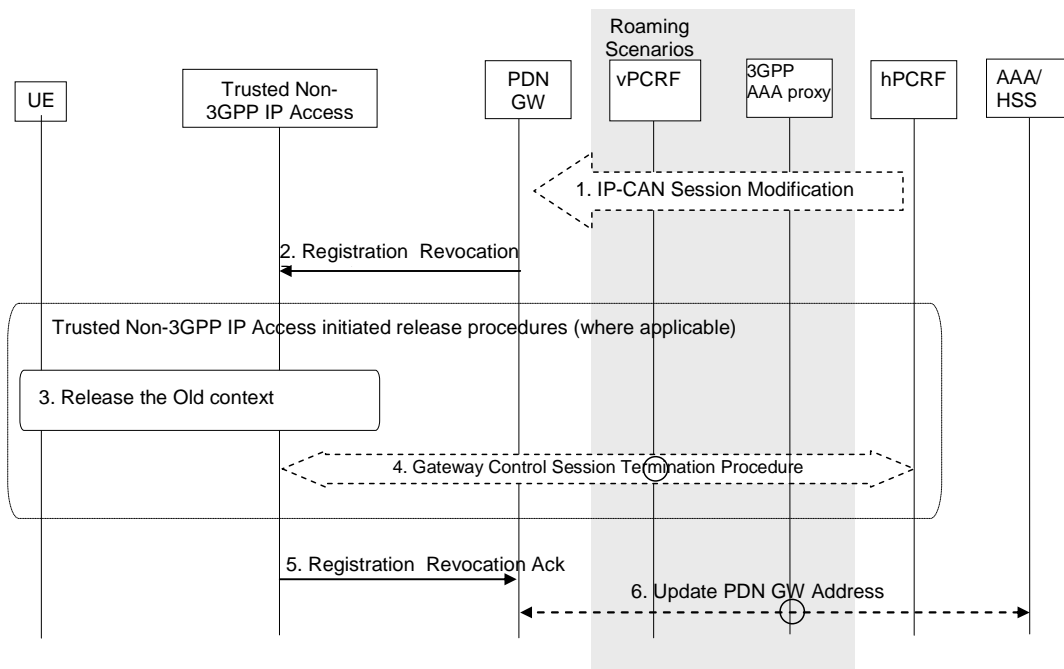 Roaming
Scenarios
UE
Trusted Non-
3GPP IP Access
PDN
GW
vPCRF
3GPP
AAA proxy
hPCRF
AAA/
HSS
1. IP-CAN Session Modification
2. Registration Revocation
Trusted Non-3GPP IP Access initiated release procedures (where applicable)
3. Release the Old context
4. Gateway Control Session Termination Procedure
5. Registration Revocation Ack
6. Update PDN GW Address